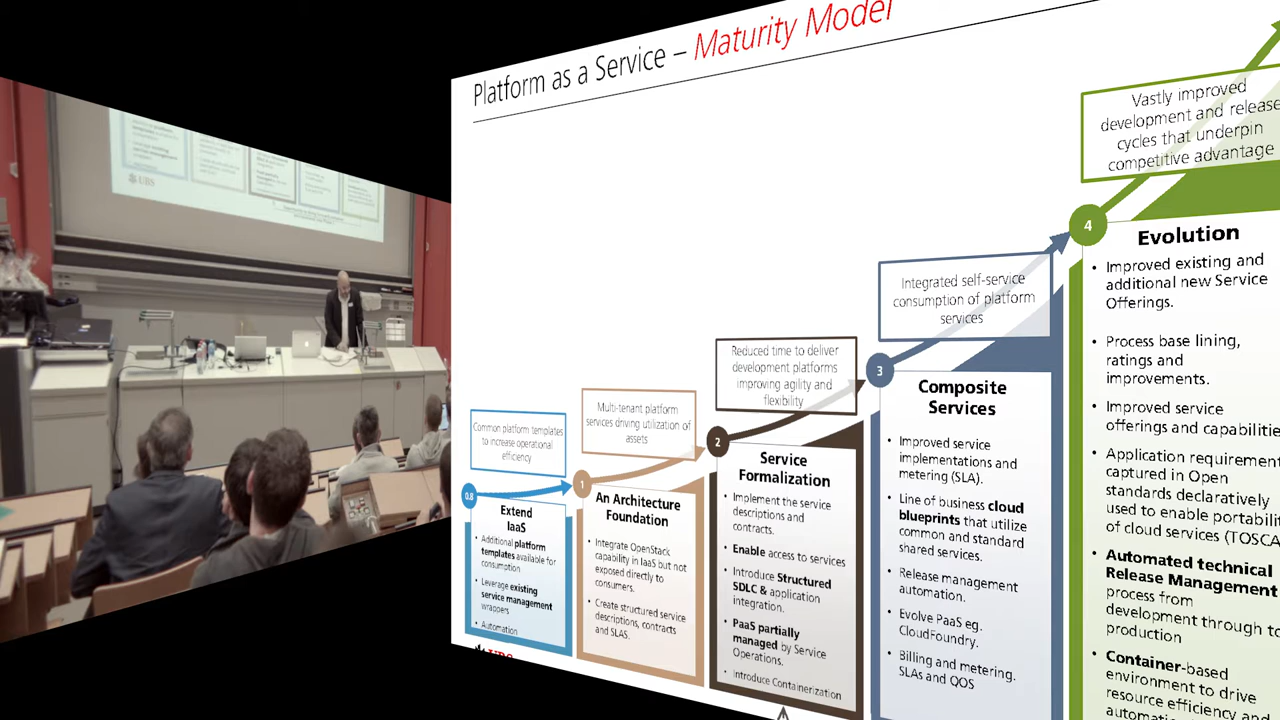 Platform as a Service – Maturity Model
Vastly improved
development and release
cycles that underpin
competitive advantage
4
Evolution
• Improved existing and
additional new Service
Offerings.
• Process base lining,
ratings and
improvements.
• Improved service
offerings and capabilities
• Application requirement
captured in Open
standards declaratively
used to enable portabili
of cloud services (TOSCA
• Automated technical
Release Management
process from
development through to
production
• Container-based
environment to drive
resource efficiency and
automati
Integrated self-service
consumption of platform
services
3
Composite
Services
• Improved service
implementations and
metering (SLA).
• Line of business cloud
blueprints that utilize
common and standard
shared services.
• Release management
automation.
• Evolve PaaS eg.
CloudFoundry.
• Billing and metering.
SLAs and QOS
Reduced time to deliver
development platforms
improving agility and
flexibility
2
Service
Formalization
• Implement the service
descriptions and
contracts.
• Enable access to services
• Introduce Structured
SDLC & application
integration.
• PaaS partially
managed by Service
Operations.
• Introduce Containerization
Multi-tenant platform
services driving utilization of
assets
1
An Architecture
Foundation
• Integrate OpenStack
capability in IaaS but not
exposed directly to
consumers.
• Create structured service
descriptions, contracts
and SLAS.
Common platform templates
to increase operational
efficiency
0.8
Extend
IaaS
• Additional platform
templates available for
consumption
• Leverage existing
service management
wrappers
• Automation
UBS
UBS